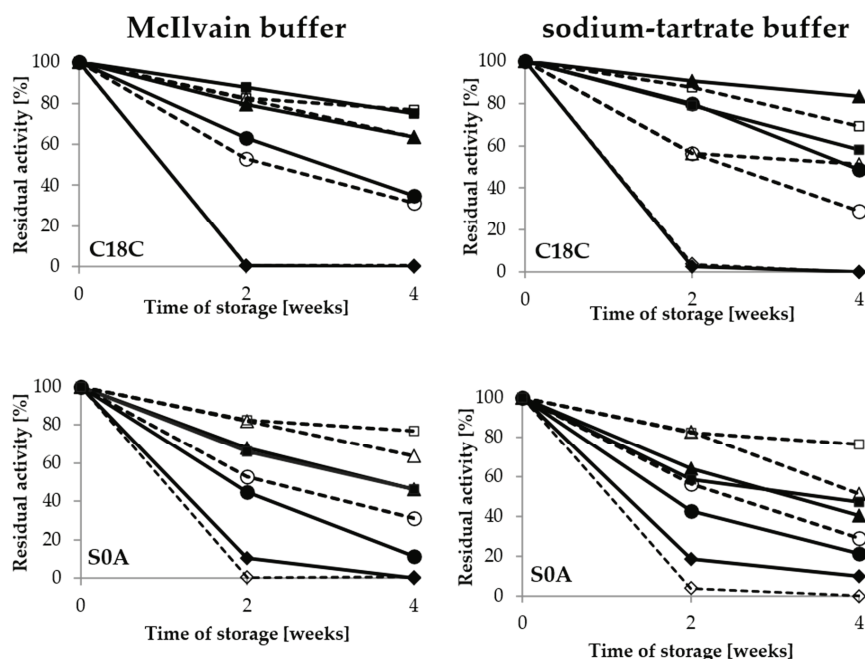 McIlvain buffer
sodium-tartrate buffer
Residual activity [%]
100
80
60
40
20
0
C18C
0
2
4
Time of storage [weeks]
Residual activity [%]
100
80
60
40
20
0
C18C
0
2
4
Time of storage [weeks]
Residual activity [%]
100
80
60
40
20
0
S0A
0
2
4
Time of storage [weeks]
Residual activity [%]
100
80
60
40
20
0
S0A
0
2
4
Time of storage [weeks]